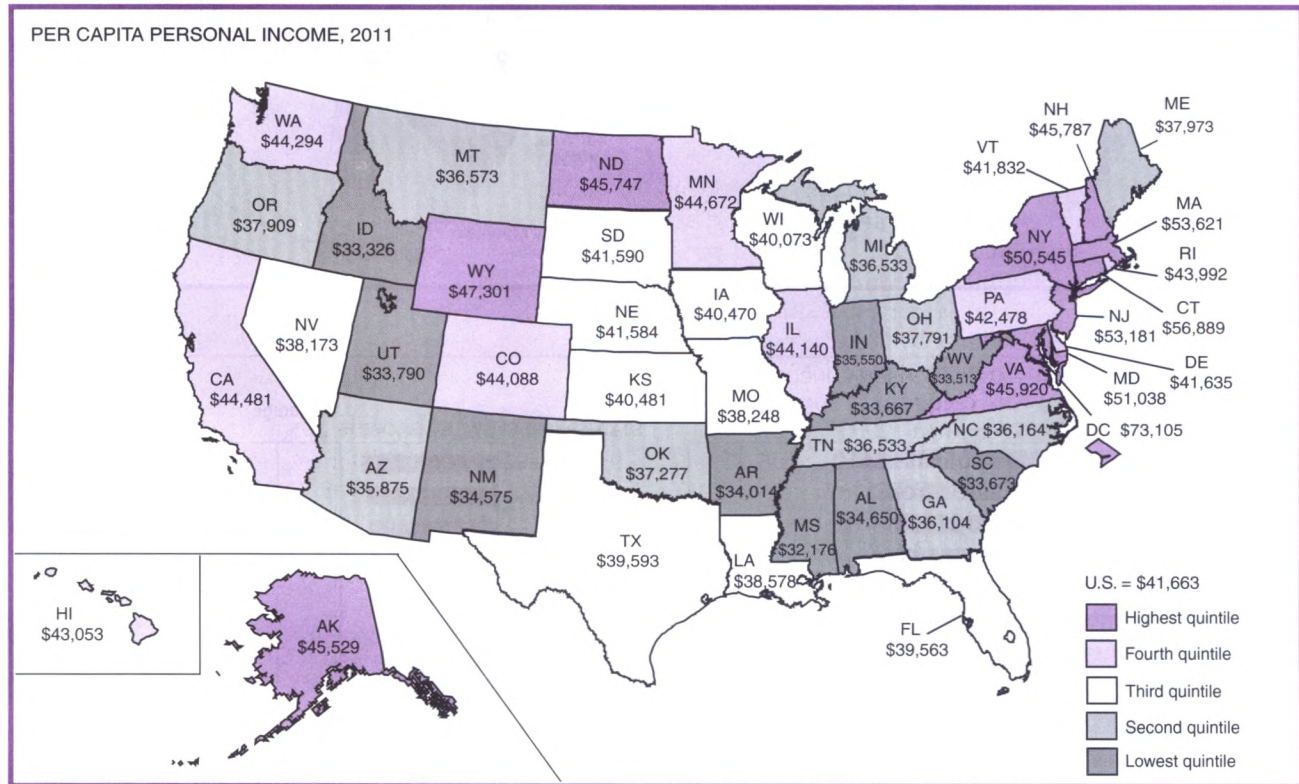 PER CAPITA PERSONAL INCOME, 2011
WA
$44,294
MT
$36,573
ND
$45,747
MN
$44,672
OR
$37,909
ID
$33,326
WY
$47,301
SD
$41,590
WI
$40,073
MI
$36,533
NY
$50,545
VT
$41,832
NH
$45,787
ME
$37,973
MA
$53,621
RI
$43,992
CT
$56,889
NJ
$53,181
DE
$41,635
MD
$51,038
DC $73,105
PA
$42,478
NV
$38,173
UT
$33,790
CO
$44,088
NE
$41,584
IA
$40,470
IL
$44,140
IN
$35,550
OH
$37,791
WV
$33,513
VA
$45,920
CA
$44,481
KS
$40,481
MO
$38,248
KY
$33,667
TN $36,533
NC $36,164
AZ
$35,875
NM
$34,575
OK
$37,277
AR
$34,014
SC
$33,673
MS
$32,176
AL
$34,650
GA
$36,104
TX
$39,593
LA
$38,578
FL
$39,563
HI
$43,053
AK
$45,529
U.S. = $41,663
Highest quintile
Fourth quintile
Third quintile
Second quintile
Lowest quintile